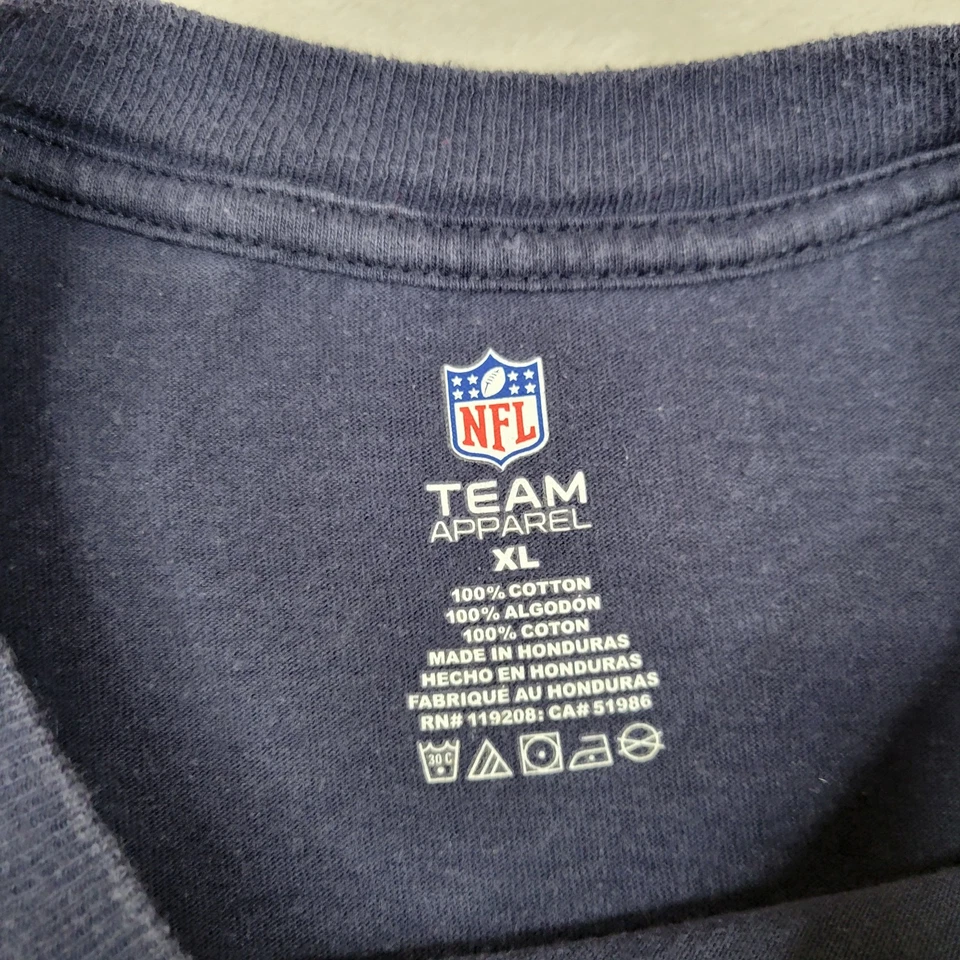 NFL
TEAM
APPAREL
XL
100% COTTON
100% ALGODÓN
100% COTON
MADE IN HONDURAS
HECHO EN HONDURAS
FABRIQUÉ AU HONDURAS
RN# 119208: CA# 51986
30 C